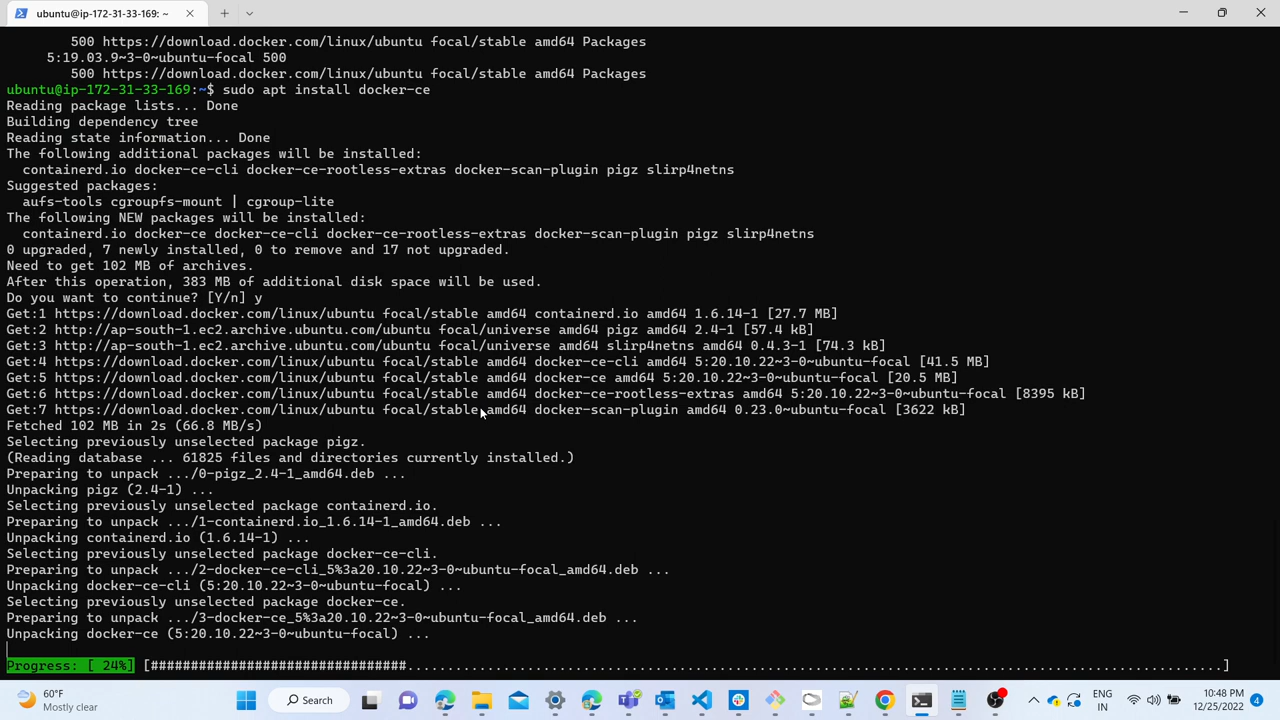 ubuntu@ip-172-31-33-169: ~
500 https://download.docker.com/linux/ubuntu focal/stable amd64 Packages
5:19.03.9~3-0~ubuntu-focal 500
500 https://download.docker.com/linux/ubuntu focal/stable amd64 Packages
ubuntu@ip-172-31-33-169:~$ sudo apt install docker-ce
Reading package lists... Done
Building dependency tree
Reading state information... Done
The following additional packages will be installed:
containerd.io docker-ce-cli docker-ce-rootless-extras docker-scan-plugin pigz slirp4netns
Suggested packages:
aufs-tools cgroupfs-mount | cgroup-lite
The following NEW packages will be installed:
containerd.io docker-ce docker-ce-cli docker-ce-rootless-extras docker-scan-plugin pigz slirp4netns
0 upgraded, 7 newly installed, 0 to remove and 17 not upgraded.
Need to get 102 MB of archives.
After this operation, 383 MB of additional disk space will be used.
Do you want to continue? [Y/n] y
Get:1 https://download.docker.com/linux/ubuntu focal/stable amd64 containerd.io amd64 1.6.14-1 [27.7 MB]
Get:2 http://ap-south-1.ec2.archive.ubuntu.com/ubuntu focal/universe amd64 pigz amd64 2.4-1 [57.4 kB]
Get:3 http://ap-south-1.ec2.archive.ubuntu.com/ubuntu focal/universe amd64 slirp4netns amd64 0.4.3-1 [74.3 kB]
Get:4 https://download.docker.com/linux/ubuntu focal/stable amd64 docker-ce-cli amd64 5:20.10.22~3-0~ubuntu-focal [41.5 MB]
Get:5 https://download.docker.com/linux/ubuntu focal/stable amd64 docker-ce amd64 5:20.10.22~3-0~ubuntu-focal [20.5 MB]
Get:6 https://download.docker.com/linux/ubuntu focal/stable amd64 docker-ce-rootless-extras amd64 5:20.10.22~3-0~ubuntu-focal [8395 kB]
Get:7 https://download.docker.com/linux/ubuntu focal/stable amd64 docker-scan-plugin amd64 0.23.0~ubuntu-focal [3622 kB]
Fetched 102 MB in 2s (66.8 MB/s)
Selecting previously unselected package pigz.
(Reading database ... 61825 files and directories currently installed.)
Preparing to unpack .../0-pigz_2.4-1_amd64.deb ...
Unpacking pigz (2.4-1) ...
Selecting previously unselected package containerd.io.
Preparing to unpack .../1-containerd.io_1.6.14-1_amd64.deb ...
Unpacking containerd.io (1.6.14-1) ...
Selecting previously unselected package docker-ce-cli.
Preparing to unpack .../2-docker-ce-cli_5%3a20.10.22~3-0~ubuntu-focal_amd64.deb ...
Unpacking docker-ce-cli (5:20.10.22~3-0~ubuntu-focal) ...
Selecting previously unselected package docker-ce.
Preparing to unpack .../3-docker-ce_5%3a20.10.22~3-0~ubuntu-focal_amd64.deb ...
Unpacking docker-ce (5:20.10.22~3-0~ubuntu-focal) ...
Progress: [ 24%] [################################......................................................................................................]
60°F
Mostly clear
Search
ENG
IN
10:48 PM
12/25/2022
4